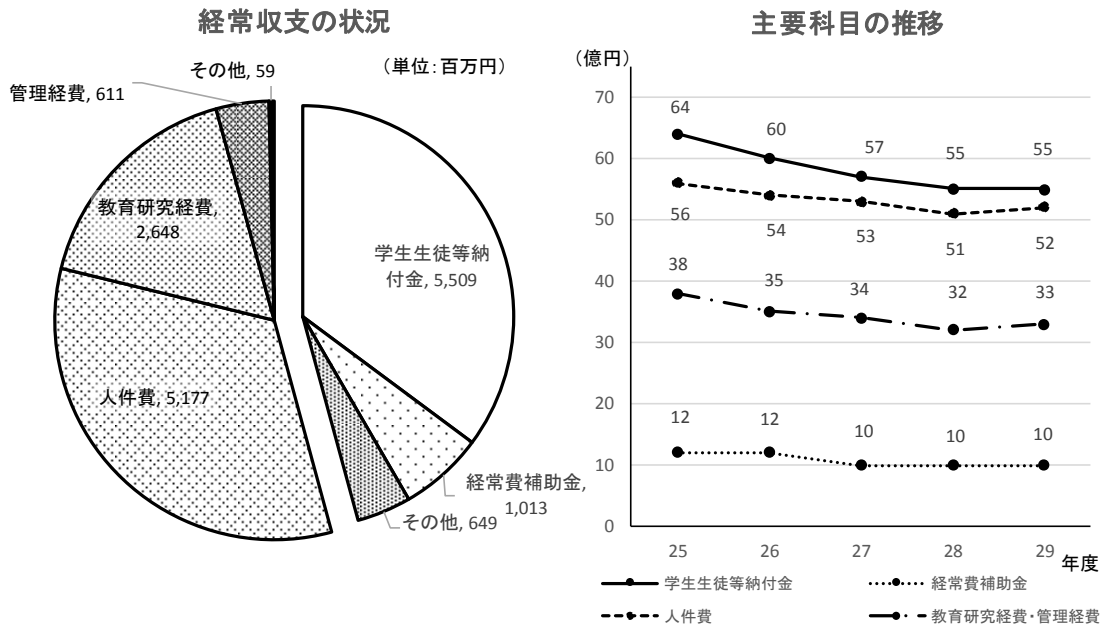 経常収支の状況
(単位：百万円)
その他, 59
管理経費, 611
教育研究経費,
2,648
人件費, 5,177
学生生徒等納
付金, 5,509
経常費補助金,
1,013
その他, 649
主要科目の推移
(億円)
70
60
50
40
30
20
10
0
64
60
57
55
55
56
54
53
51
52
38
35
34
32
33
12
12
10
10
10
25
26
27
28
29
年度
学生生徒等納付金
経常費補助金
人件費
教育研究経費・管理経費